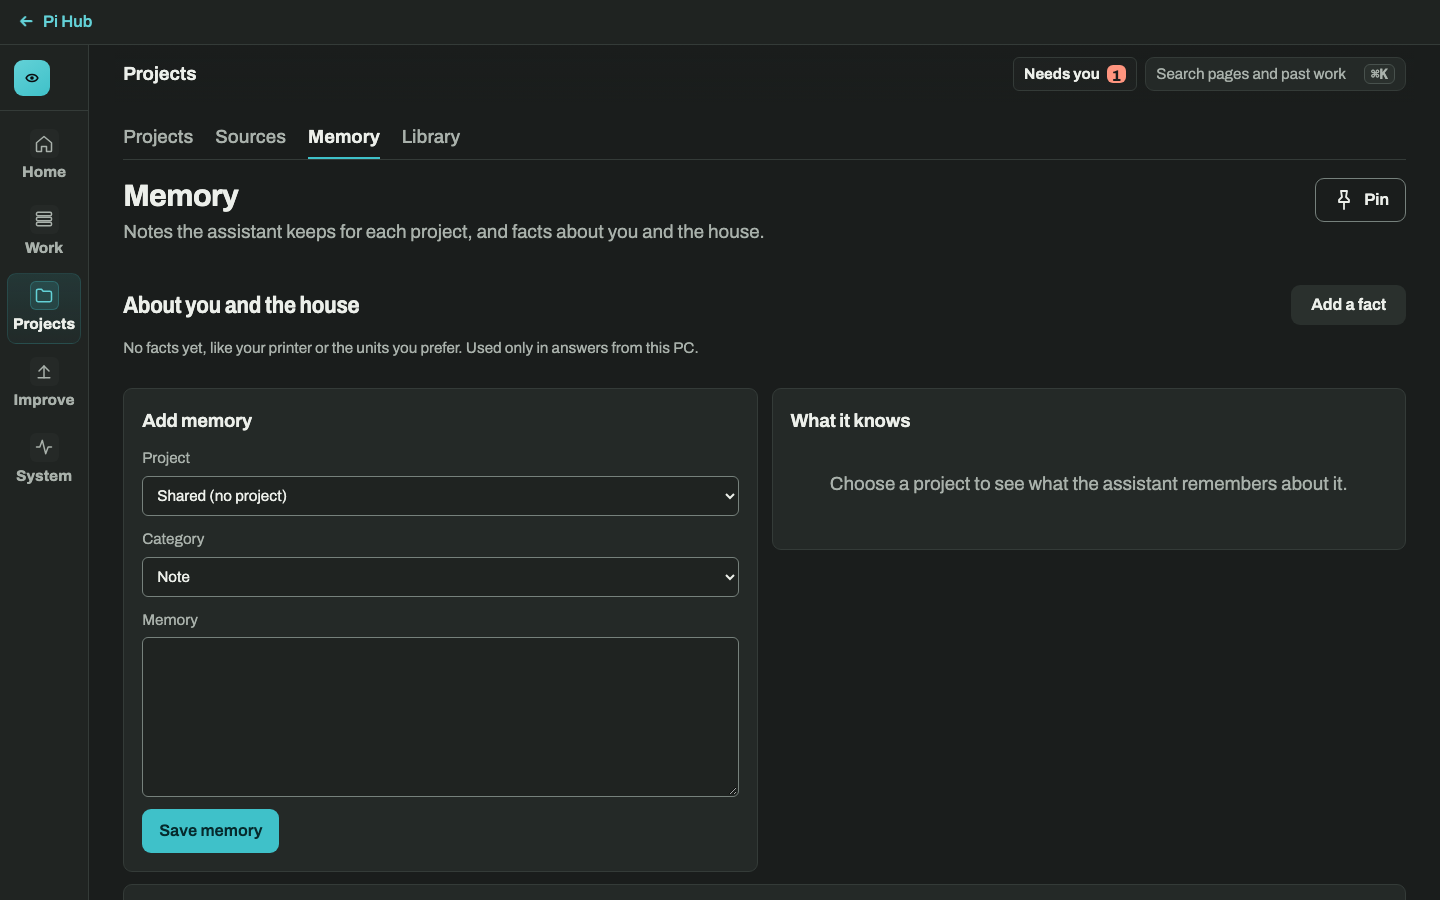 Pi Hub
Projects
Needs you 1
Search pages and past work ⌘K
Home
Work
Projects
Improve
System
Projects Sources Memory Library
Memory
Pin
Notes the assistant keeps for each project, and facts about you and the house.
About you and the house
Add a fact
No facts yet, like your printer or the units you prefer. Used only in answers from this PC.
Add memory
Project
Shared (no project)
Category
Note
Memory
Save memory
What it knows
Choose a project to see what the assistant remembers about it.